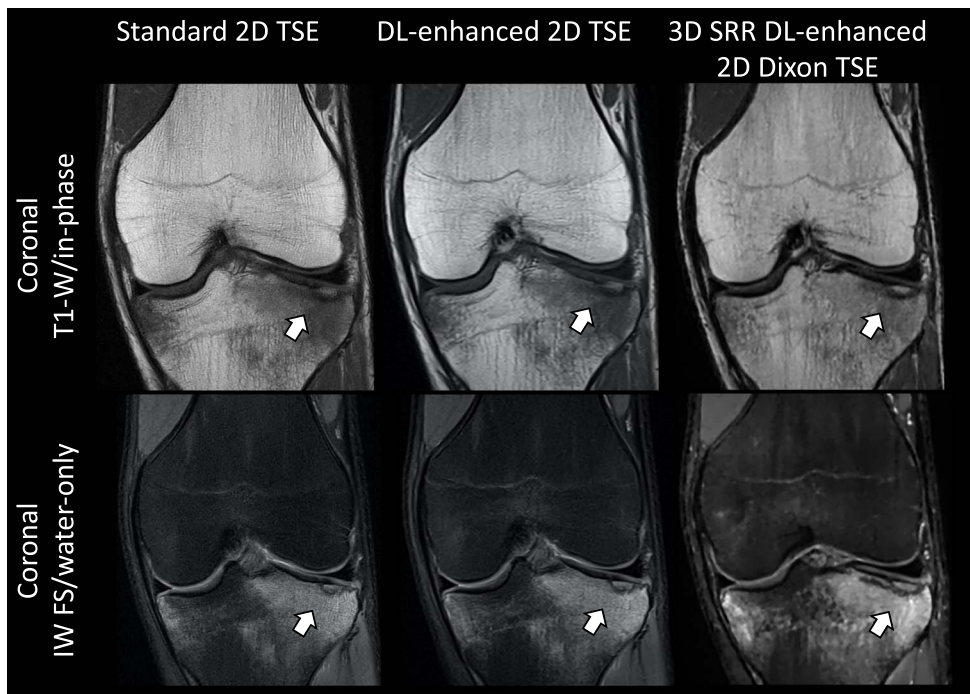 Standard 2D TSE
DL-enhanced 2D TSE
3D SRR DL-enhanced
2D Dixon TSE
Coronal
T1-W/in-phase
Coronal
IW FS/water-only